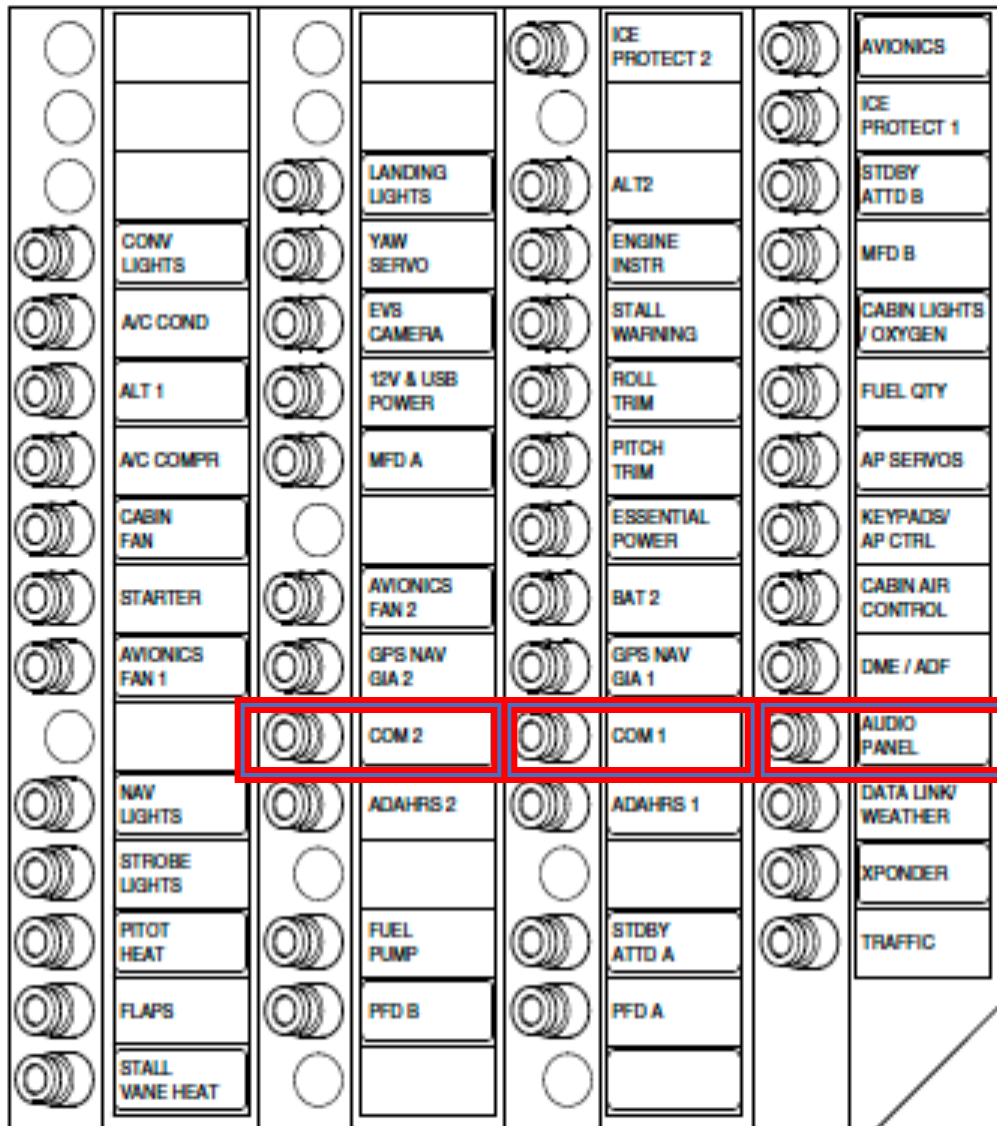 CONV
LIGHTS
A/C COND
ALT 1
A/C COMPR
CABIN
FAN
STARTER
AVIONICS
FAN 1
NAV
LIGHTS
STROBE
LIGHTS
PITOT
HEAT
FLAPS
STALL
VANE HEAT
LANDING
LIGHTS
YAW
SERVO
EVS
CAMERA
12V & USB
POWER
MFD A
AVIONICS
FAN 2
GPS NAV
GIA 2
COM 2
ADAHRS 2
FUEL
PUMP
PFD B
ICE
PROTECT 2
ALT2
ENGINE
INSTR
STALL
WARNING
ROLL
TRIM
PITCH
TRIM
ESSENTIAL
POWER
BAT 2
GPS NAV
GIA 1
COM 1
ADAHRS 1
STDBY
ATTD A
PFD A
AVIONICS
ICE
PROTECT 1
STDBY
ATTD B
MFD B
CABIN LIGHTS
/ OXYGEN
FUEL QTY
AP SERVOS
KEYPADS/
AP CTRL
CABIN AIR
CONTROL
DME / ADF
AUDIO
PANEL
DATA LINK/
WEATHER
XPONDER
TRAFFIC